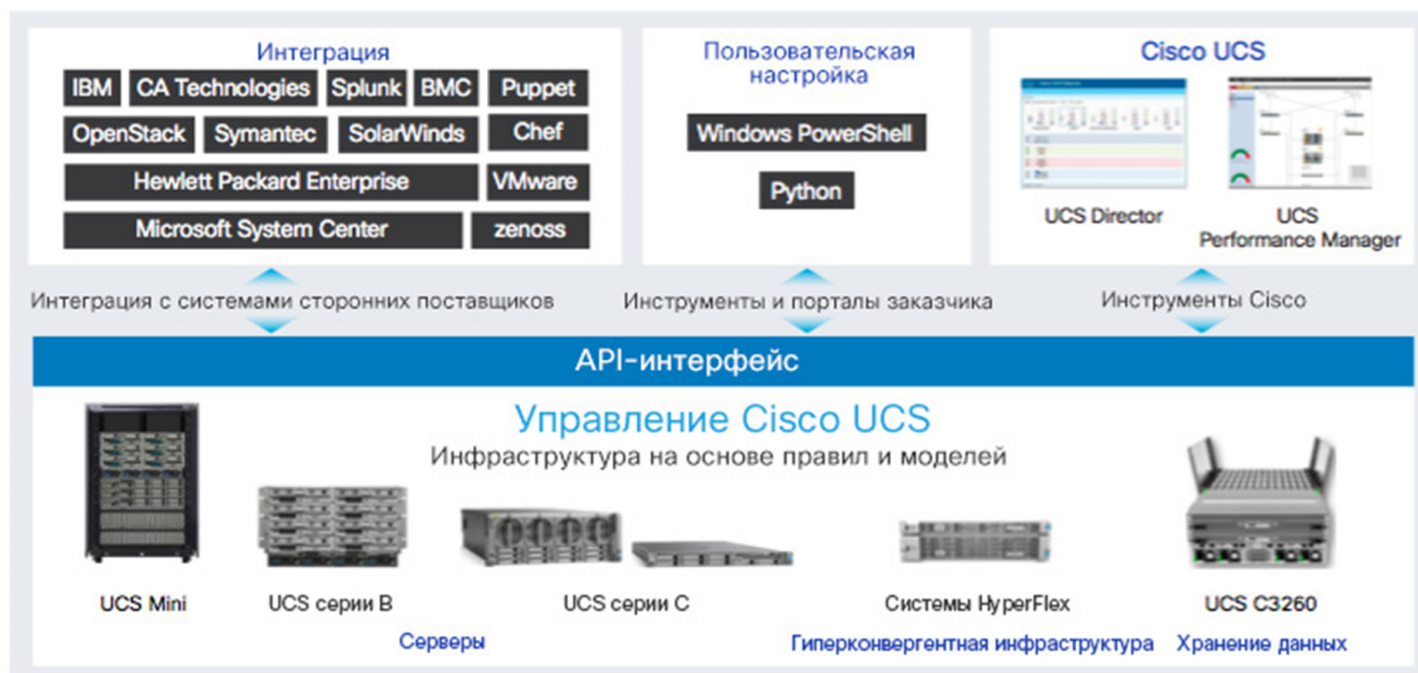 Интеграция
IBM CA Technologies Splunk BMC Puppet
OpenStack Symantec SolarWinds Chef
Hewlett Packard Enterprise VMware
Microsoft System Center zenoss
Пользовательская
настройка
Windows PowerShell
Python
Cisco UCS
UCS Director
UCS
Performance Manager
Интеграция с системами сторонних поставщиков
Инструменты и порталы заказчика
Инструменты Cisco
API-интерфейс
Управление Cisco UCS
Инфраструктура на основе правил и моделей
UCS Mini
UCS серии B
UCS серии C
Системы HyperFlex
UCS C3260
Серверы
Гиперконвергентная инфраструктура
Хранение данных